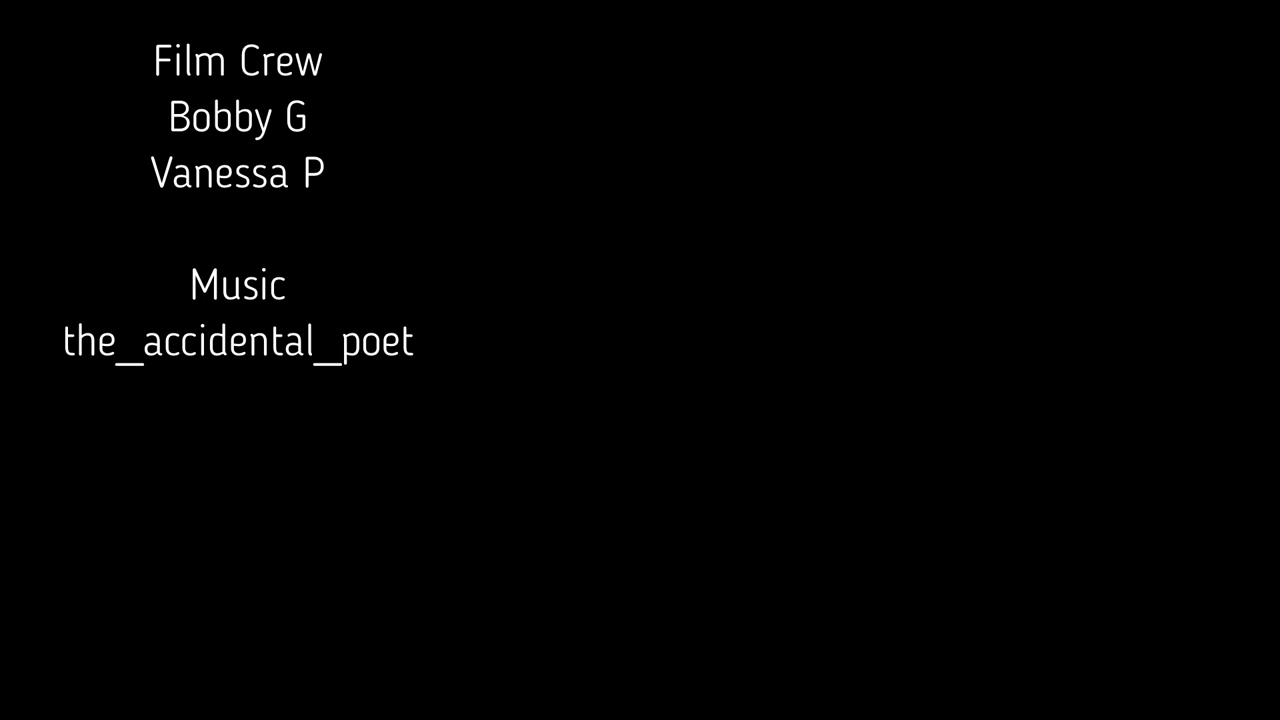 Film Crew
Bobby G
Vanessa P
Music
the_accidental_poet